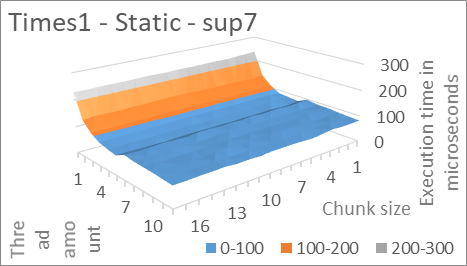 Times1 - Static - sup7
300
200
100
0
Execution time in
microseconds
1
4
7
10
Thre
ad
amo
unt
16
13
10
7
4
1
Chunk size
0-100
100-200
200-300